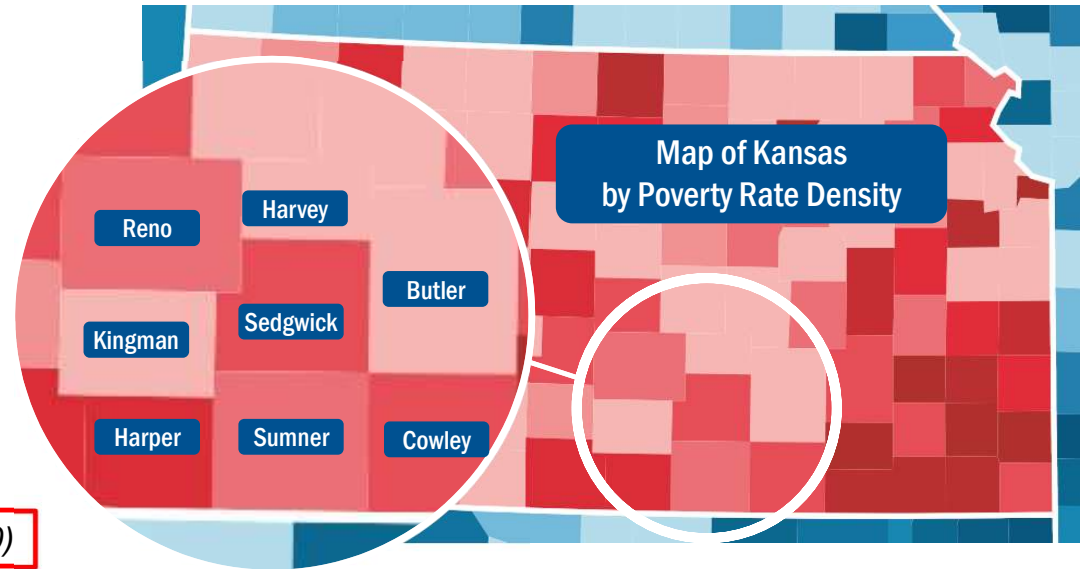 Map of Kansas
by Poverty Rate Density
Harvey
Reno
Butler
Sedgwick
Kingman
Harper
Sumner
Cowley